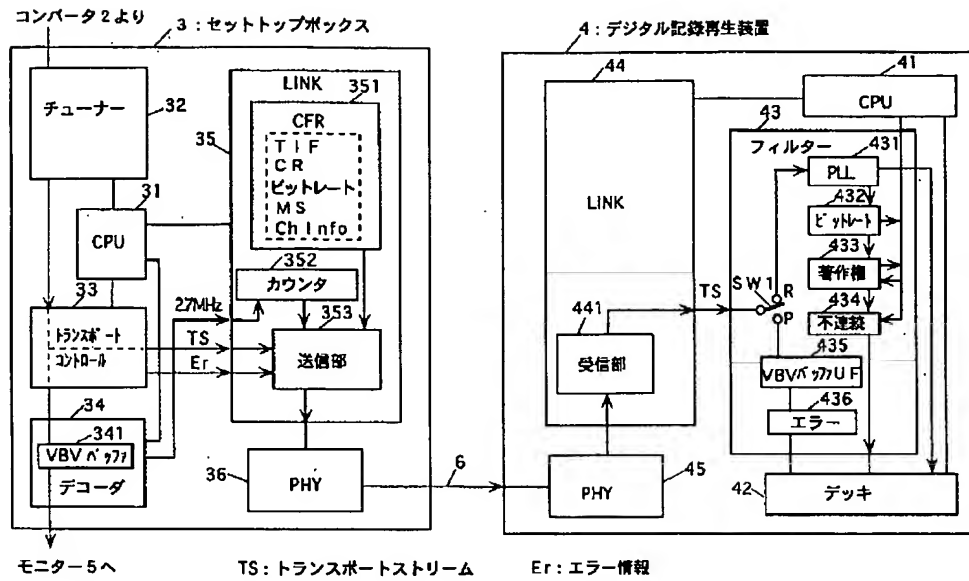 コンバータ2より
3：セットトップボックス
チューナー
32
31
CPU
33
トランスポート
コントロール
34
341
VBVバッファ
デコーダ
モニター5へ
35
LINK
351
CFR
TIF
CR
ビットレート
MS
Ch Info
352
カウンタ
27MHz
353
TS
Er
送信部
36
PHY
6
4：デジタル記録再生装置
44
LINK
441
受信部
45
PHY
TS
SW1
R
P
41
CPU
43
フィルター
431
PLL
432
ビットレート
433
著作権
434
不連続
435
VBVバッファUF
436
エラー
42
デッキ
TS：トランスポートストリーム
Er：エラー情報